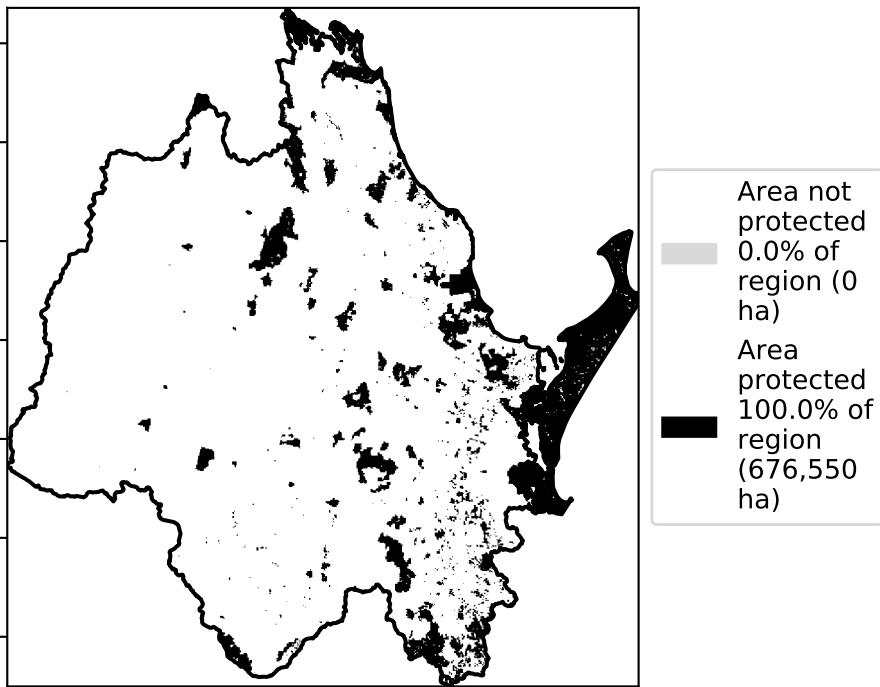 Area not
protected
0.0% of
region (0
ha)
Area
protected
100.0% of
region
(676,550
ha)